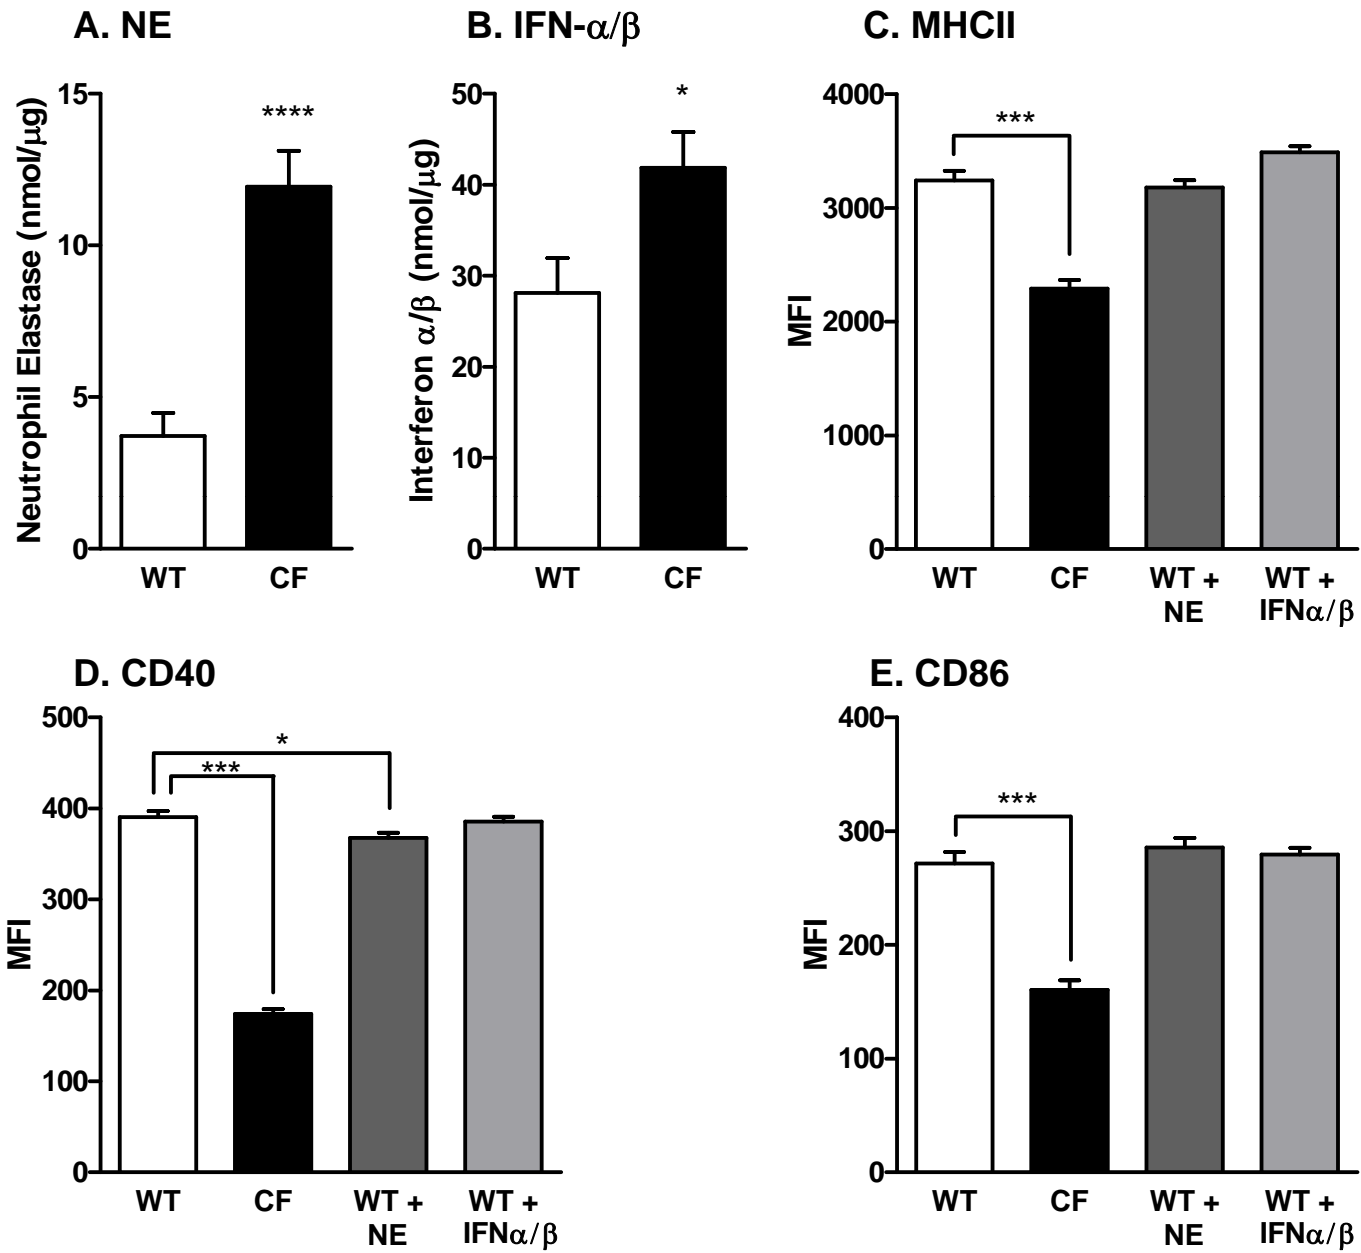 A. NE
Neutrophil Elastase (nmol/μg)
15
10
5
0
****
WT
CF
B. IFN-α/β
Interferon α/β (nmol/μg)
50
40
30
20
10
0
*
WT
CF
C. MHCII
MFI
4000
3000
2000
1000
0
***
WT
CF
WT +
NE
WT +
IFNα/β
D. CD40
MFI
500
400
300
200
100
0
*
***
WT
CF
WT +
NE
WT +
IFNα/β
E. CD86
MFI
400
300
200
100
0
***
WT
CF
WT +
NE
WT +
IFNα/β